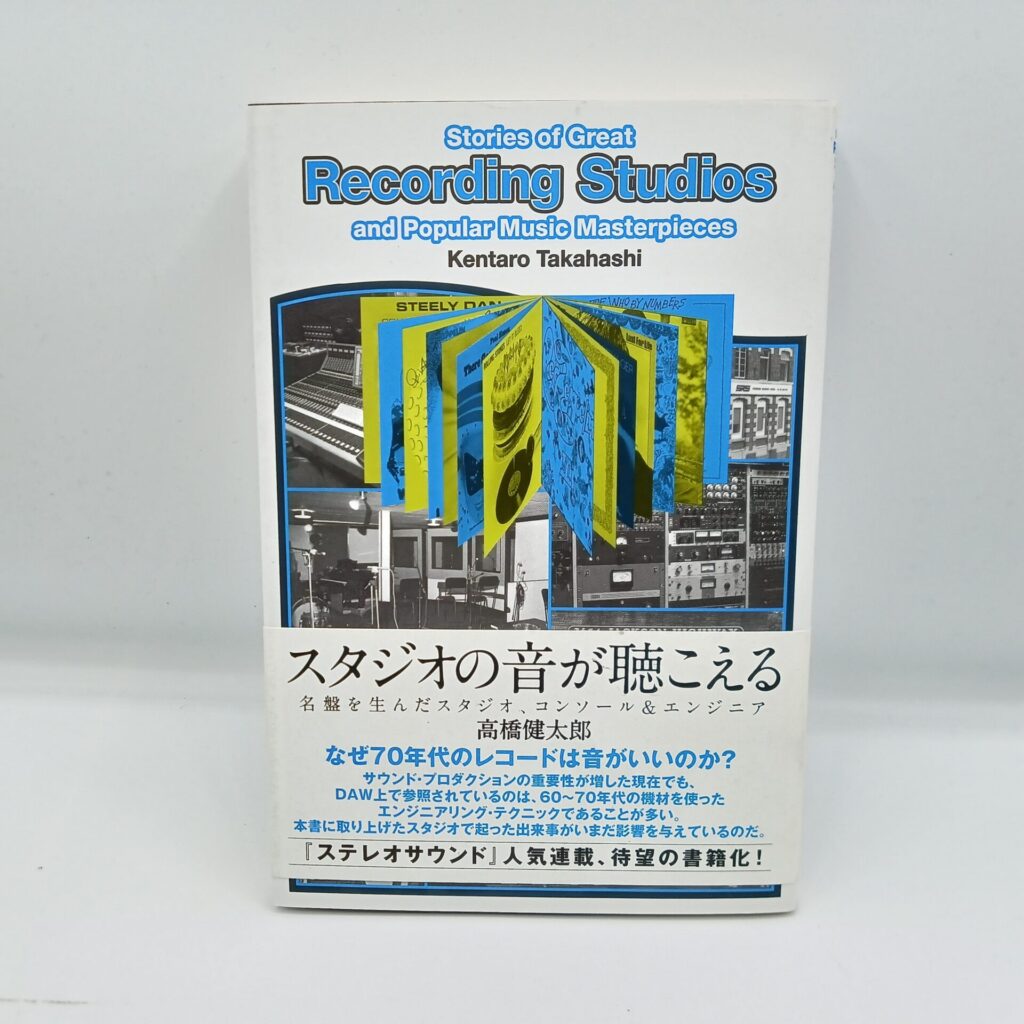 Stories of Great
Recording Studios
and Popular Music Masterpieces
Kentaro Takahashi
STEELY DAN
THE WHO BY NUMBERS
スタジオの音が聴こえる
名盤を生んだスタジオ、コンソール&エンジニア
高橋健太郎
なぜ70年代のレコードは音がいいのか?
サウンド・プロダクションの重要性が増した現在でも、
DAW上で参照されているのは、60〜70年代の機材を使った
エンジニアリング・テクニックであることが多い。
本書に取り上げたスタジオで起った出来事がいまだ影響を与えているのだ。
『ステレオサウンド』人気連載、待望の書籍化!